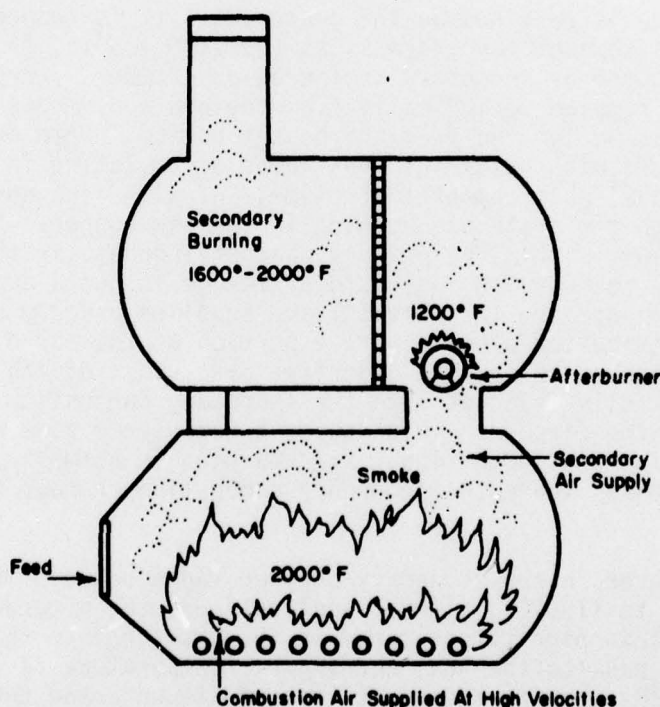 Secondary
Burning
1600°-2000° F
1200° F
Afterburner
Secondary
Air Supply
Smoke
Feed
2000° F
Combustion Air Supplied At High Velocities